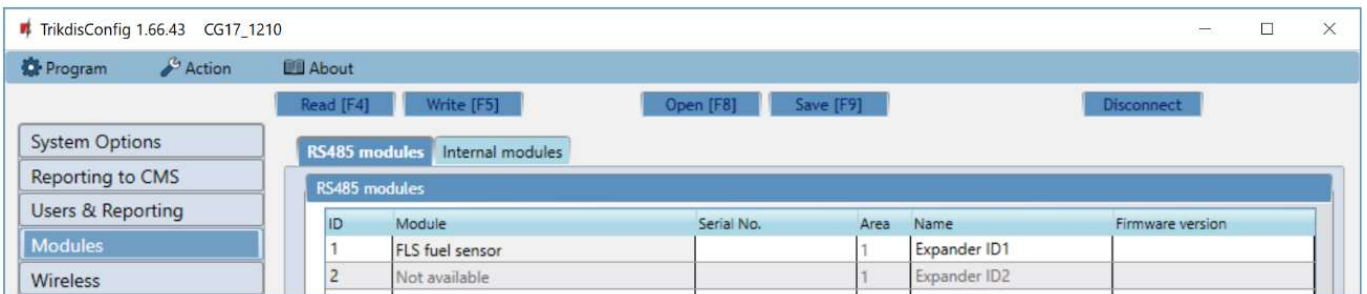 TrikdisConfig 1.66.43 CG17_1210
Program Action About
Read [F4] Write [F5] Open [F8] Save [F9] Disconnect
System Options
Reporting to CMS
Users & Reporting
Modules
Wireless
RS485 modules Internal modules
RS485 modules
ID Module Serial No. Area Name Firmware version
1 FLS fuel sensor 1 Expander ID1
2 Not available 1 Expander ID2